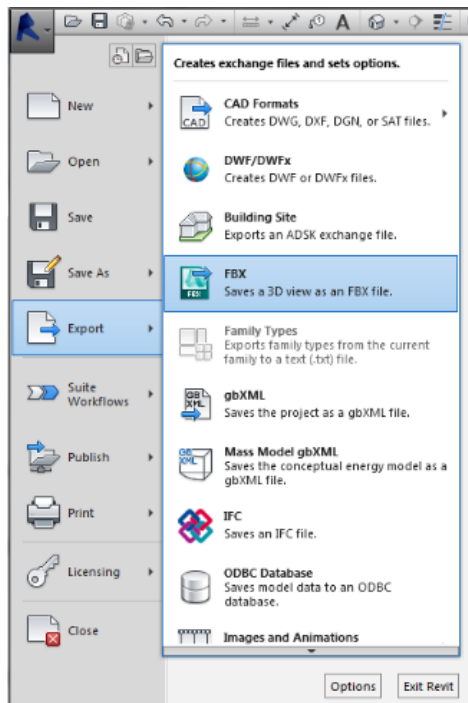 A
Creates exchange files and sets options.
New
CAD
CAD Formats
Creates DWG, DXF, DGN, or SAT files.
Open
DWF/DWFx
Creates DWF or DWFx files.
Save
Building Site
Exports an ADSK exchange file.
Save As
FBX
FBX
Saves a 3D view as an FBX file.
Export
Family Types
Exports family types from the current
family to a text (.txt) file.
Suite
Workflows
gbXML
Saves the project as a gbXML file.
Publish
Mass Model gbXML
Saves the conceptual energy model as a
gbXML file.
Print
IFC
Saves an IFC file.
Licensing
ODBC Database
Saves model data to an ODBC
database.
Close
Images and Animations
Options
Exit Revit